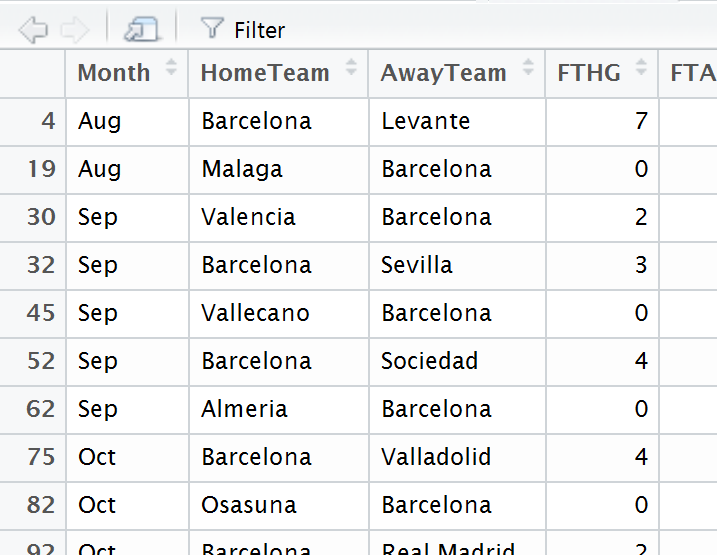 Filter
Month HomeTeam AwayTeam FTHG FTA
4 Aug Barcelona Levante 7
19 Aug Malaga Barcelona 0
30 Sep Valencia Barcelona 2
32 Sep Barcelona Sevilla 3
45 Sep Vallecano Barcelona 0
52 Sep Barcelona Sociedad 4
62 Sep Almeria Barcelona 0
75 Oct Barcelona Valladolid 4
82 Oct Osasuna Barcelona 0
92 Oct Barcelona Real Madrid 2